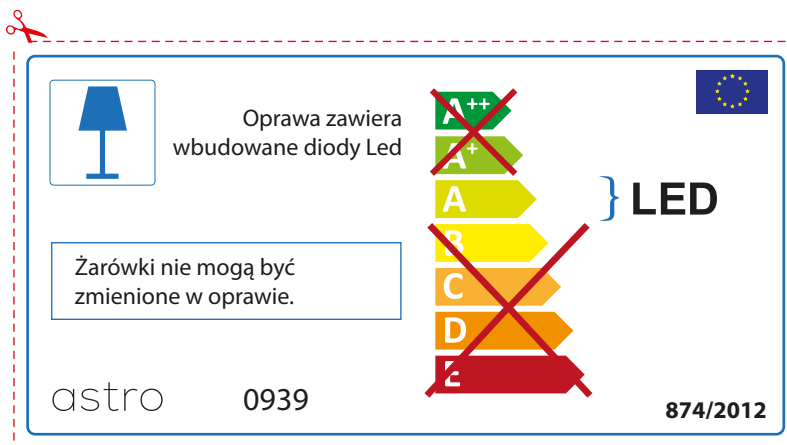 Oprawa zawiera
wbudowane diody Led
A++
A+
A
B
C
D
E
LED
Żarówki nie mogą być
zmienione w oprawie.
astro
0939
874/2012